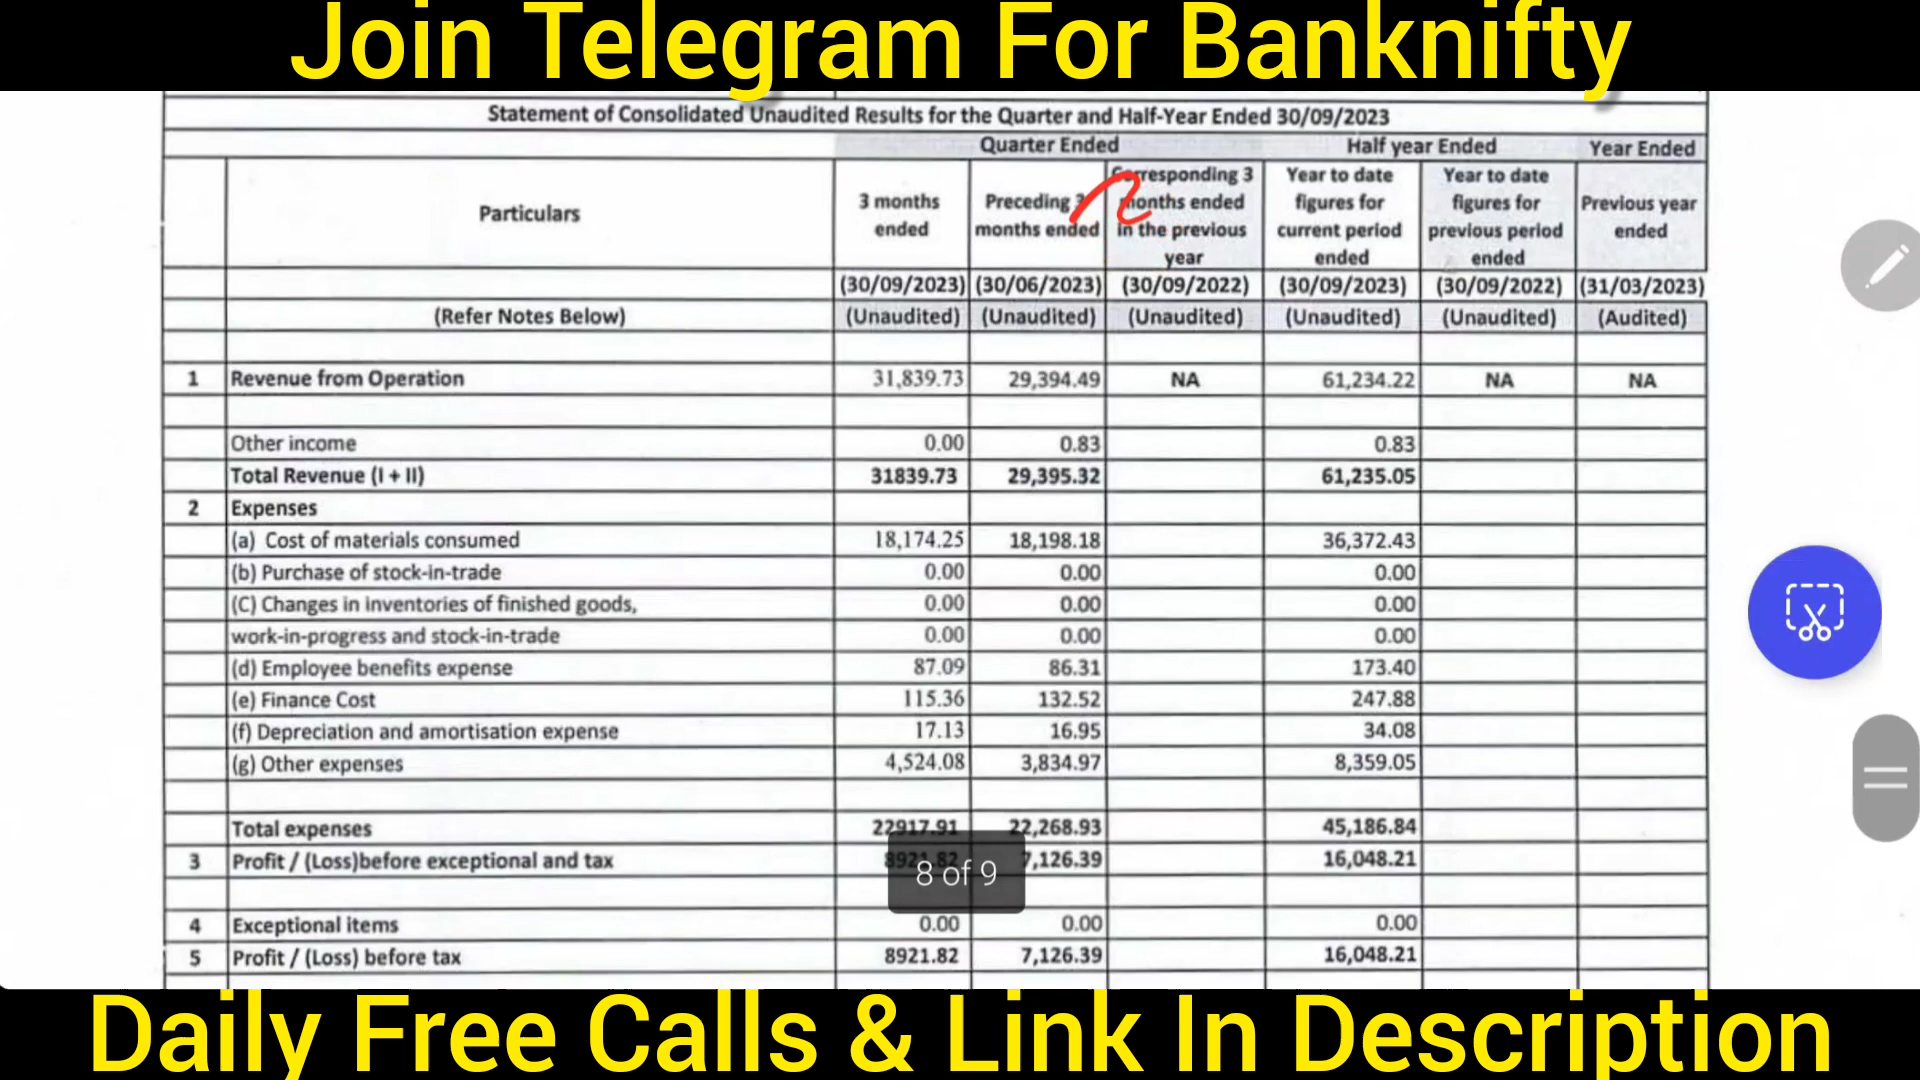 Join Telegram For Banknifty
Statement of Consolidated Unaudited Results for the Quarter and Half-Year Ended 30/09/2023
Quarter Ended Half year Ended Year Ended
Particulars 3 months ended Preceding 3 months ended Corresponding 3 months ended in the previous year Year to date figures for current period ended Year to date figures for previous period ended Previous year ended
(30/09/2023) (30/06/2023) (30/09/2022) (30/09/2023) (30/09/2022) (31/03/2023)
(Refer Notes Below) (Unaudited) (Unaudited) (Unaudited) (Unaudited) (Unaudited) (Audited)
1 Revenue from Operation 31,839.73 29,394.49 NA 61,234.22 NA NA
Other income 0.00 0.83 0.83
Total Revenue (I + II) 31839.73 29,395.32 61,235.05
2 Expenses
(a) Cost of materials consumed 18,174.25 18,198.18 36,372.43
(b) Purchase of stock-in-trade 0.00 0.00 0.00
(C) Changes in inventories of finished goods, 0.00 0.00 0.00
work-in-progress and stock-in-trade 0.00 0.00 0.00
(d) Employee benefits expense 87.09 86.31 173.40
(e) Finance Cost 115.36 132.52 247.88
(f) Depreciation and amortisation expense 17.13 16.95 34.08
(g) Other expenses 4,524.08 3,834.97 8,359.05
Total expenses 22917.91 22,268.93 45,186.84
3 Profit / (Loss)before exceptional and tax 8921.82 7,126.39 16,048.21
8 of 9
4 Exceptional items 0.00 0.00 0.00
5 Profit / (Loss) before tax 8921.82 7,126.39 16,048.21
Daily Free Calls & Link In Description